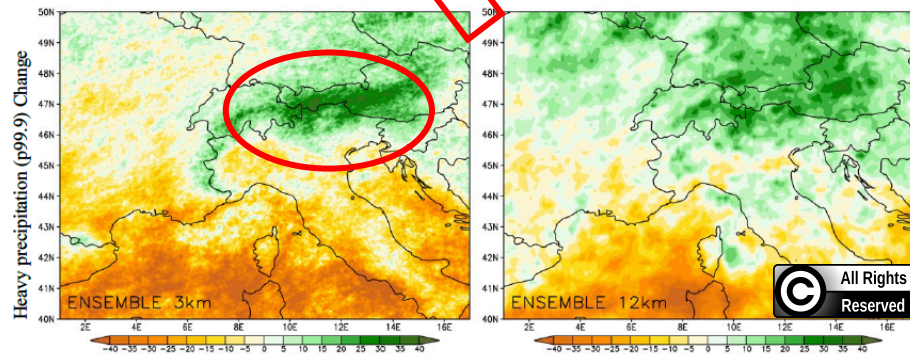 Heavy precipitation (p99.9) Change
50N
49N
48N
47N
46N
45N
44N
43N
42N
41N
40N
ENSEMBLE 3km
2E 4E 6E 8E 10E 12E 14E 16E
-40 -35 -30 -25 -20 -15 -10 -5 0 5 10 15 20 25 30 35 40
50N
49N
48N
47N
46N
45N
44N
43N
42N
41N
40N
ENSEMBLE 12km
2E 4E 6E 8E 10E 12E 14E 16E
-40 -35 -30 -25 -20 -15 -10 -5 0 5 10 15 20 25 30 35 40
C
All Rights
Reserved